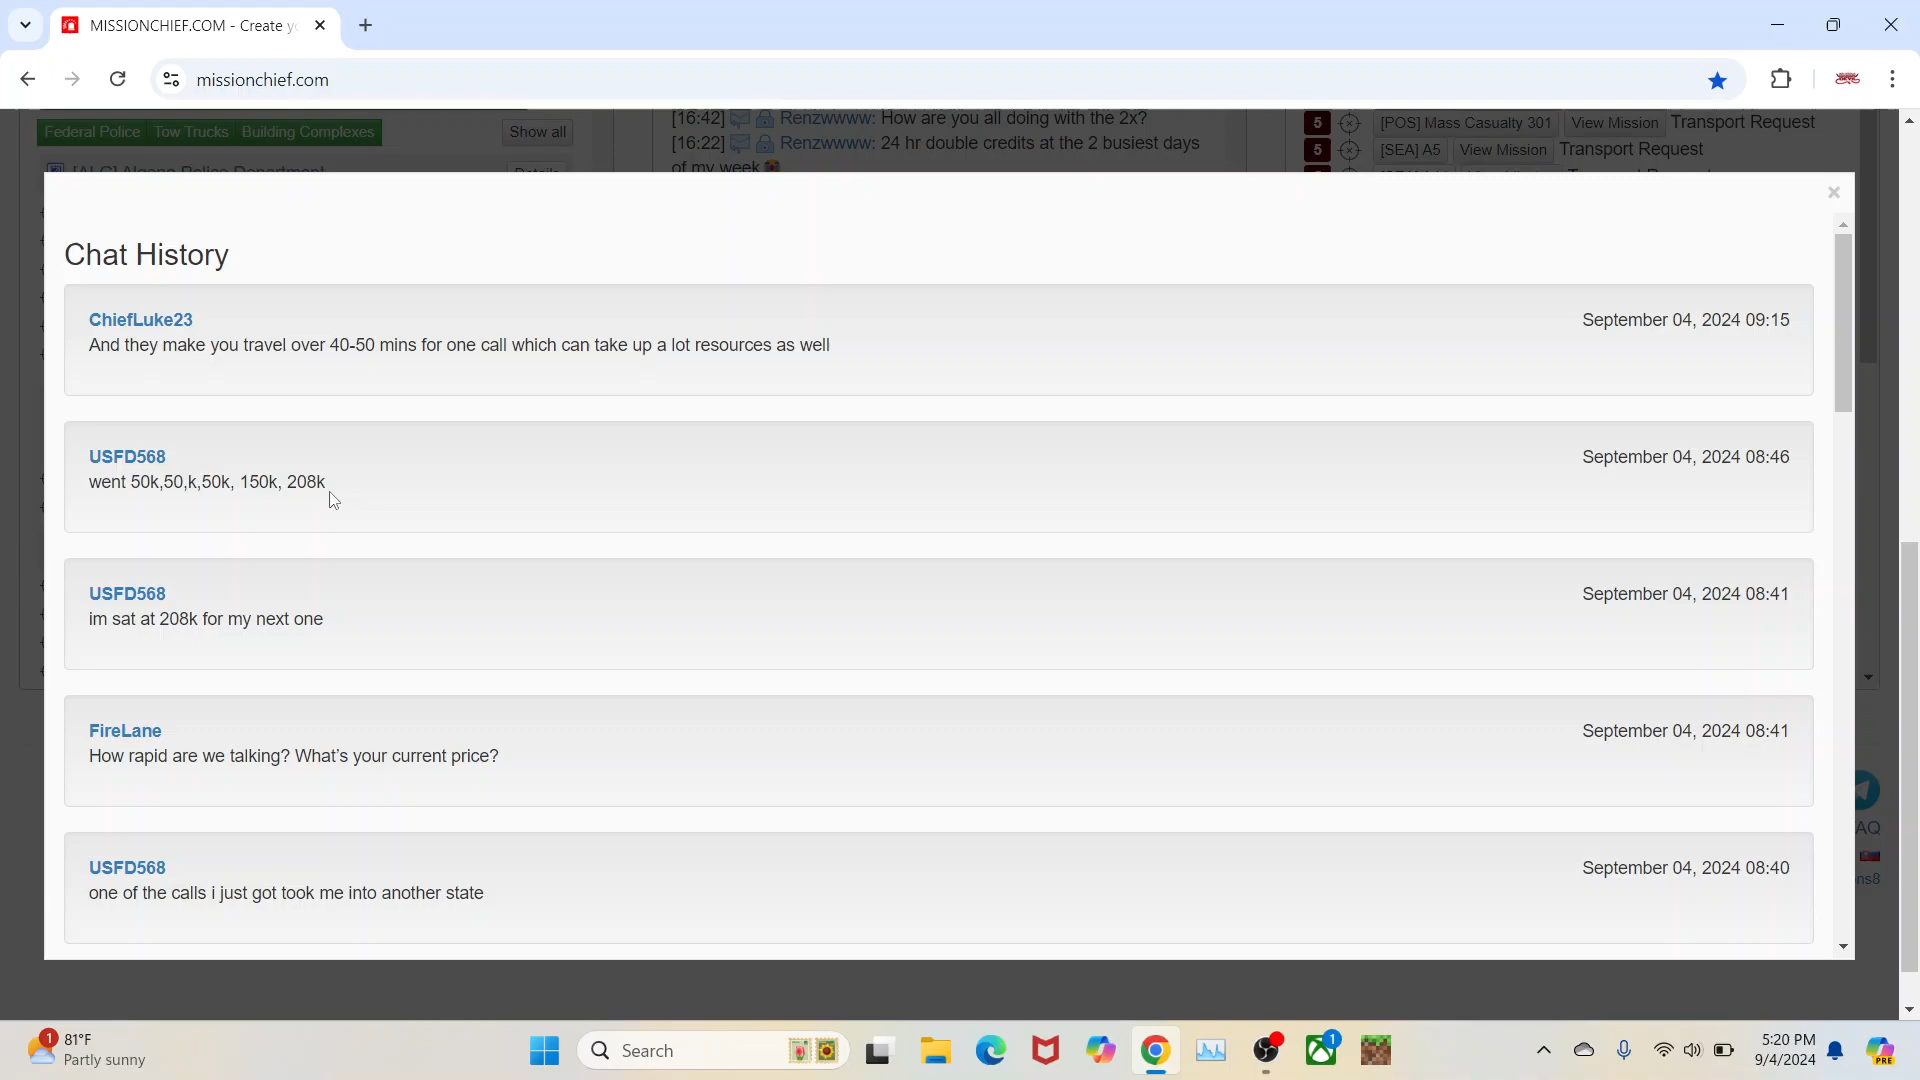 MISSIONCHIEF.COM - Create y
missionchief.com
Federal Police Tow Trucks Building Complexes
Show all
[16:42] Renzwwww: How are you all doing with the 2x?
[16:22] Renzwwww: 24 hr double credits at the 2 busiest days
of my week
5 [POS] Mass Casualty 301 View Mission Transport Request
5 [SEA] A5 View Mission Transport Request
×
Chat History
ChiefLuke23
September 04, 2024 09:15
And they make you travel over 40-50 mins for one call which can take up a lot resources as well
USFD568
September 04, 2024 08:46
went 50k,50,k,50k, 150k, 208k
USFD568
September 04, 2024 08:41
im sat at 208k for my next one
FireLane
September 04, 2024 08:41
How rapid are we talking? What's your current price?
USFD568
September 04, 2024 08:40
one of the calls i just got took me into another state
AQ
ns8
1
81°F
Partly sunny
Search
1
5:20 PM
9/4/2024
PRE